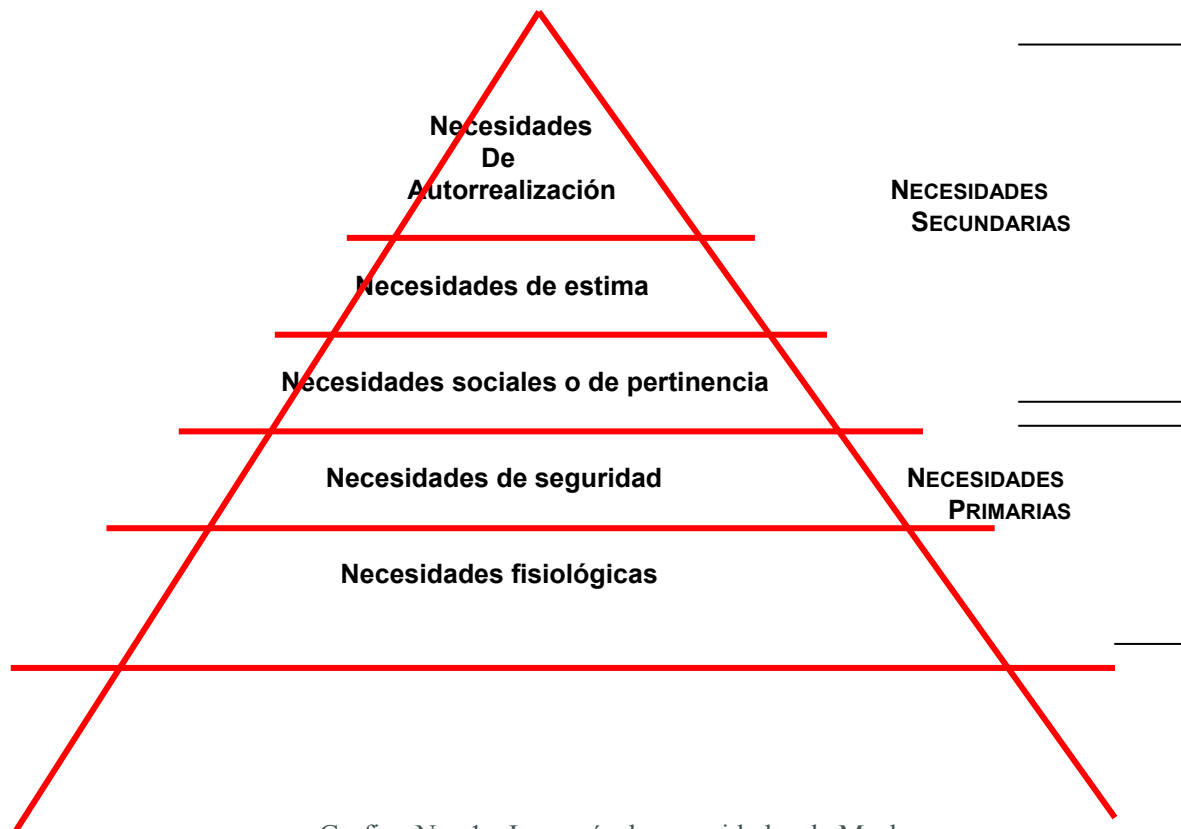 Necesidades
De
Autorrealización
NECESIDADES
SECUNDARIAS
Necesidades de estima
Necesidades sociales o de pertinencia
Necesidades de seguridad
NECESIDADES
PRIMARIAS
Necesidades fisiológicas